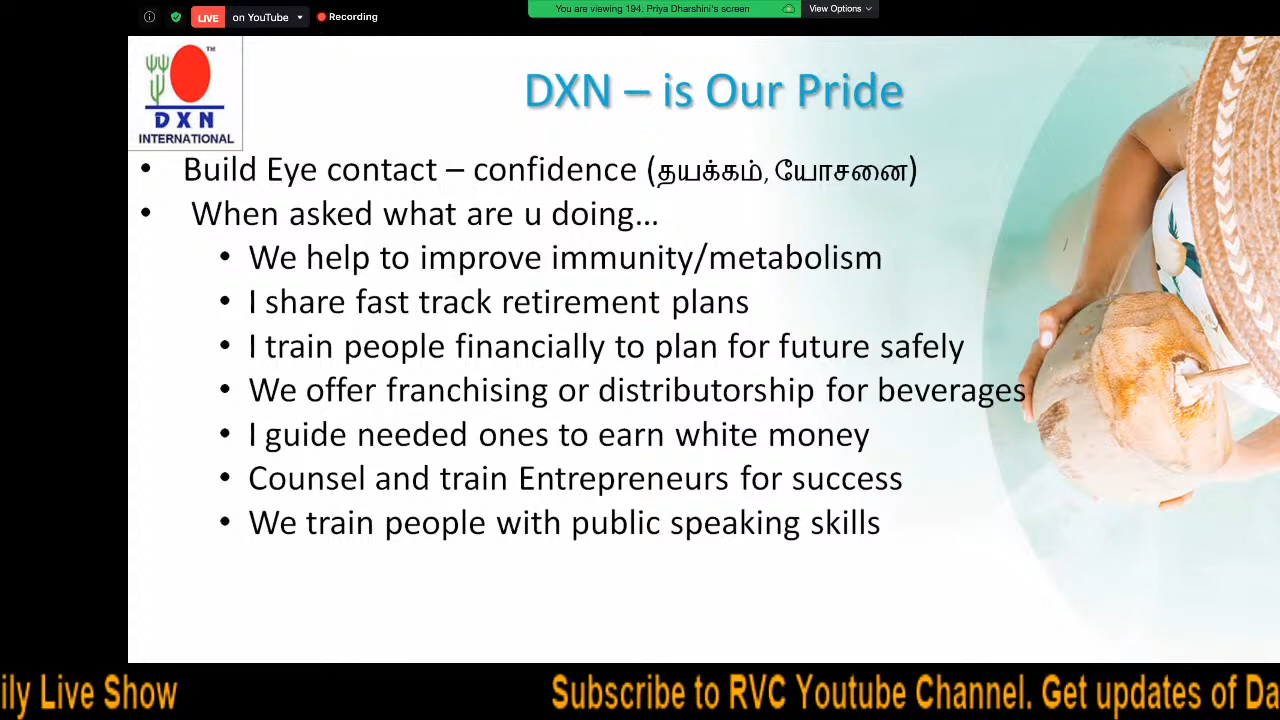 LIVE on YouTube Recording
You are viewing 194. Priya Dharshini's screen View Options
TM
DXN
INTERNATIONAL
DXN – is Our Pride
• Build Eye contact – confidence (தயக்கம், யோசனை)
• When asked what are u doing...
• We help to improve immunity/metabolism
• I share fast track retirement plans
• I train people financially to plan for future safely
• We offer franchising or distributorship for beverages
• I guide needed ones to earn white money
• Counsel and train Entrepreneurs for success
• We train people with public speaking skills
ily Live Show Subscribe to RVC Youtube Channel. Get updates of Da